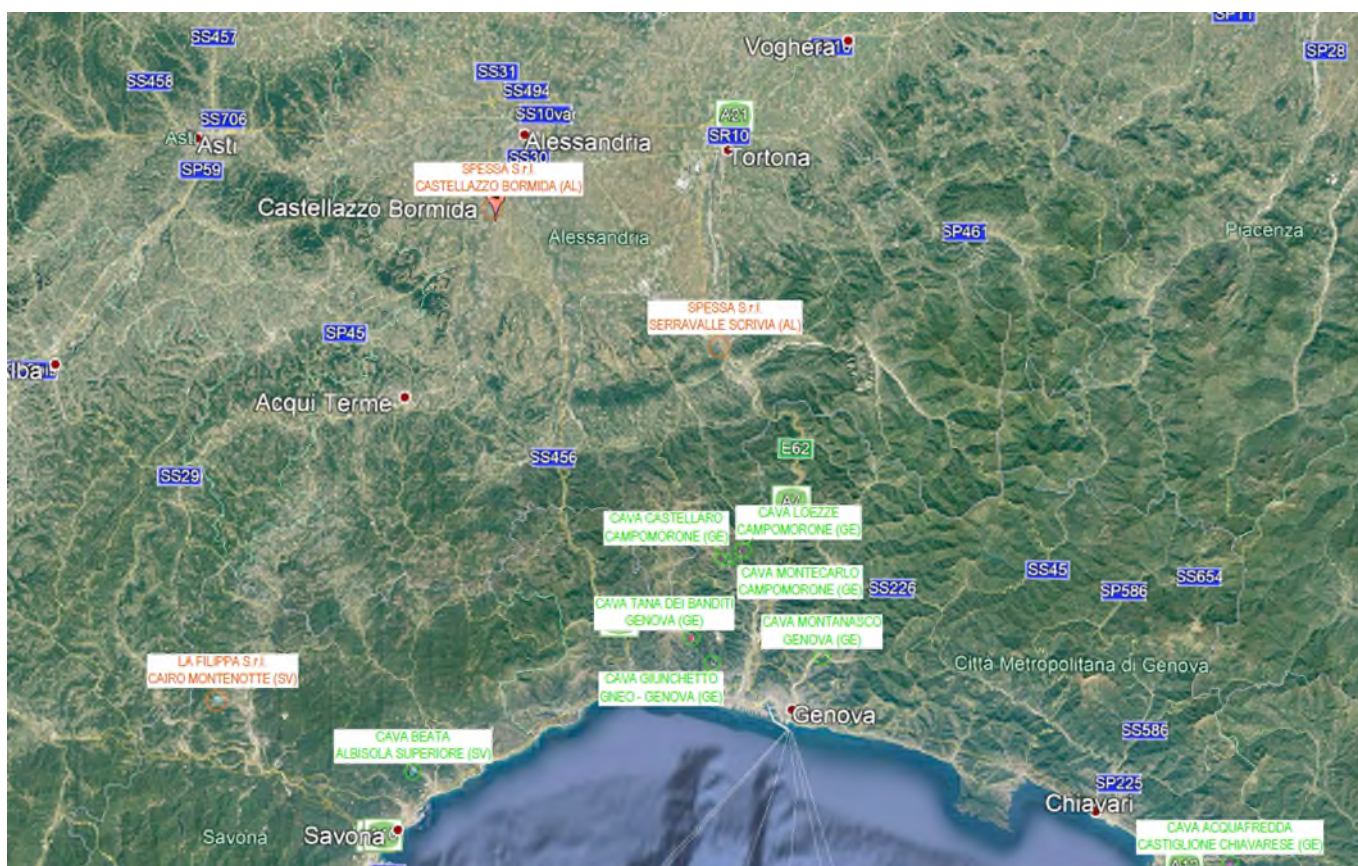 SP11
SS457
Voghera
SP10
SP28
SS31
SS458
SS494
A21
SS10var
SS706
SR10
Asti
Asti
Alessandria
Tortona
SS30
SP59
SPESSA S.r.l.
CASTELLAZZO BORMIDA (AL)
Castellazzo Bormida
Alessandria
SP461
Piacenza
SPESSA S.r.l.
SERRAVALLE SCRIVIA (AL)
SP45
Alba
Acqui Terme
E62
SS456
SS29
A7
CAVA CASTELLARO
CAMPOMORONE (GE)
CAVA LOEZZE
CAMPOMORONE (GE)
CAVA MONTECARLO
CAMPOMORONE (GE)
SS45
SS654
SS226
SP586
CAVA TANA DEI BANDITI
GENOVA (GE)
CAVA MONTANASCO
GENOVA (GE)
Città Metropolitana di Genova
LA FILIPPA S.r.l.
CAIRO MONTENOTTE (SV)
CAVA GIUNCHETTO
GNEO - GENOVA (GE)
Genova
SS586
CAVA BEATA
ALBISOLA SUPERIORE (SV)
SP225
Chiavari
Savona
Savona
CAVA ACQUAFREDDA
CASTIGLIONE CHIAVARESE (GE)